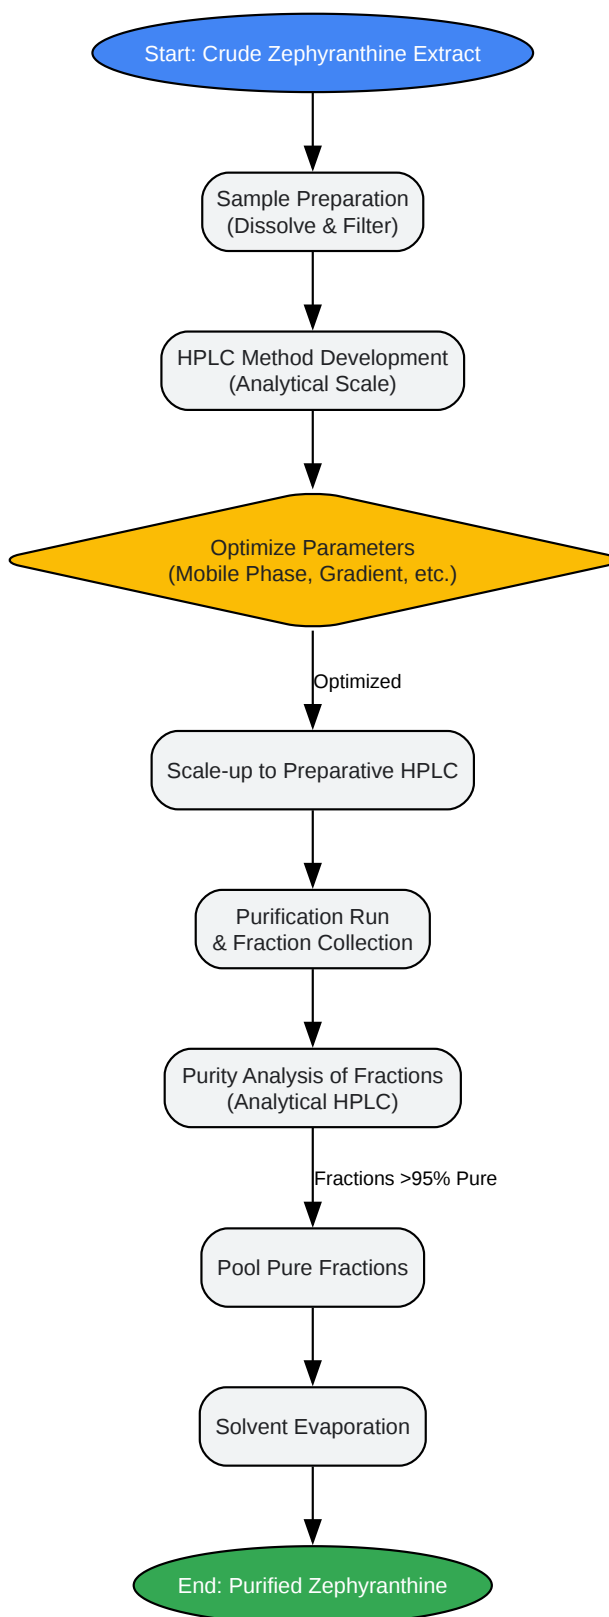 Start: Crude Zephyranthine Extract
Sample Preparation
(Dissolve & Filter)
HPLC Method Development
(Analytical Scale)
Optimize Parameters
(Mobile Phase, Gradient, etc.)
Optimized
Scale-up to Preparative HPLC
Purification Run
& Fraction Collection
Purity Analysis of Fractions
(Analytical HPLC)
Fractions >95% Pure
Pool Pure Fractions
Solvent Evaporation
End: Purified Zephyranthine